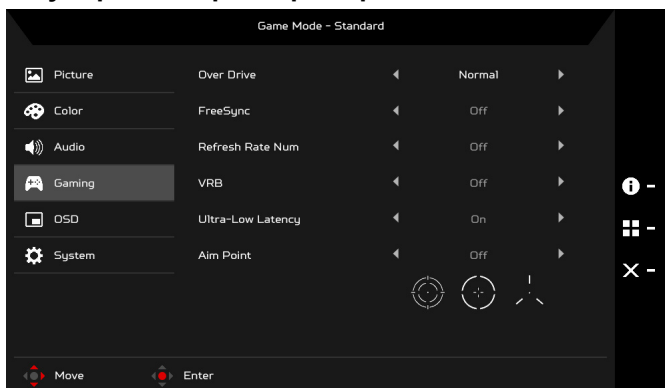 Game Mode - Standard
Picture
Over Drive
Normal
Color
FreeSync
Off
Audio
Refresh Rate Num
Off
Gaming
VRB
Off
OSD
Ultra-Low Latency
On
System
Aim Point
Off
Move
Enter